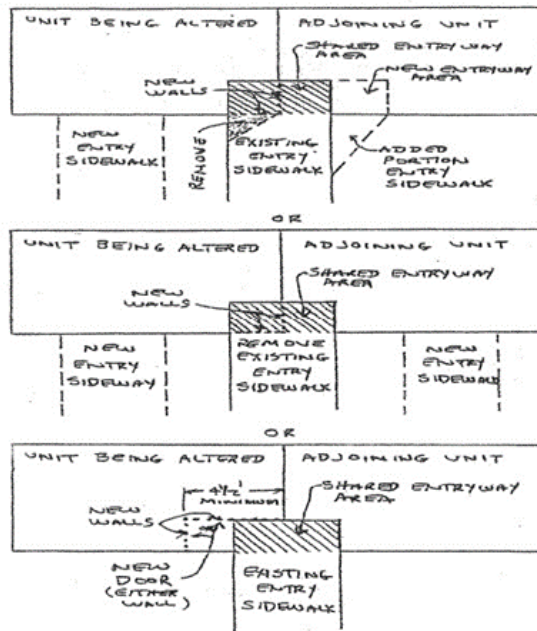 UNIT BEING ALTERED
ADJOINING UNIT
SHARED ENTRYWAY
AREA
NEW
WALLS
NEW ENTRYWAY
AREA
NEW
ENTRY
SIDEWALK
REMOVE
EXISTING
ENTRY
SIDEWALK
ADDED
PORTION
ENTRY
SIDEWALK
OR
UNIT BEING ALTERED
ADJOINING UNIT
SHARED ENTRYWAY
AREA
NEW
WALLS
NEW
ENTRY
SIDEWAY
REMOVE
EXISTING
ENTRY
SIDEWALK
NEW
ENTRY
SIDEWALK
OR
UNIT BEING ALTERED
ADJOINING UNIT
4½'
MINIMUM
SHARED ENTRYWAY
AREA
NEW
WALLS
NEW
DOOR
(EITHER
WALL)
EXISTING
ENTRY
SIDEWALK